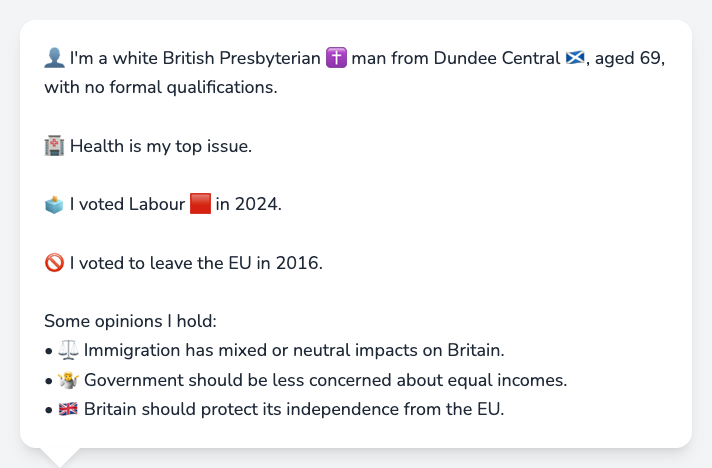 👤 I'm a white British Presbyterian ✝️ man from Dundee Central 🏴󠁧󠁢󠁳󠁣󠁴󠁿, aged 69,
with no formal qualifications.
🏥 Health is my top issue.
🗳️ I voted Labour 🟥 in 2024.
🚫 I voted to leave the EU in 2016.
Some opinions I hold:
• ⚖️ Immigration has mixed or neutral impacts on Britain.
• 🤷 Government should be less concerned about equal incomes.
• 🇬🇧 Britain should protect its independence from the EU.